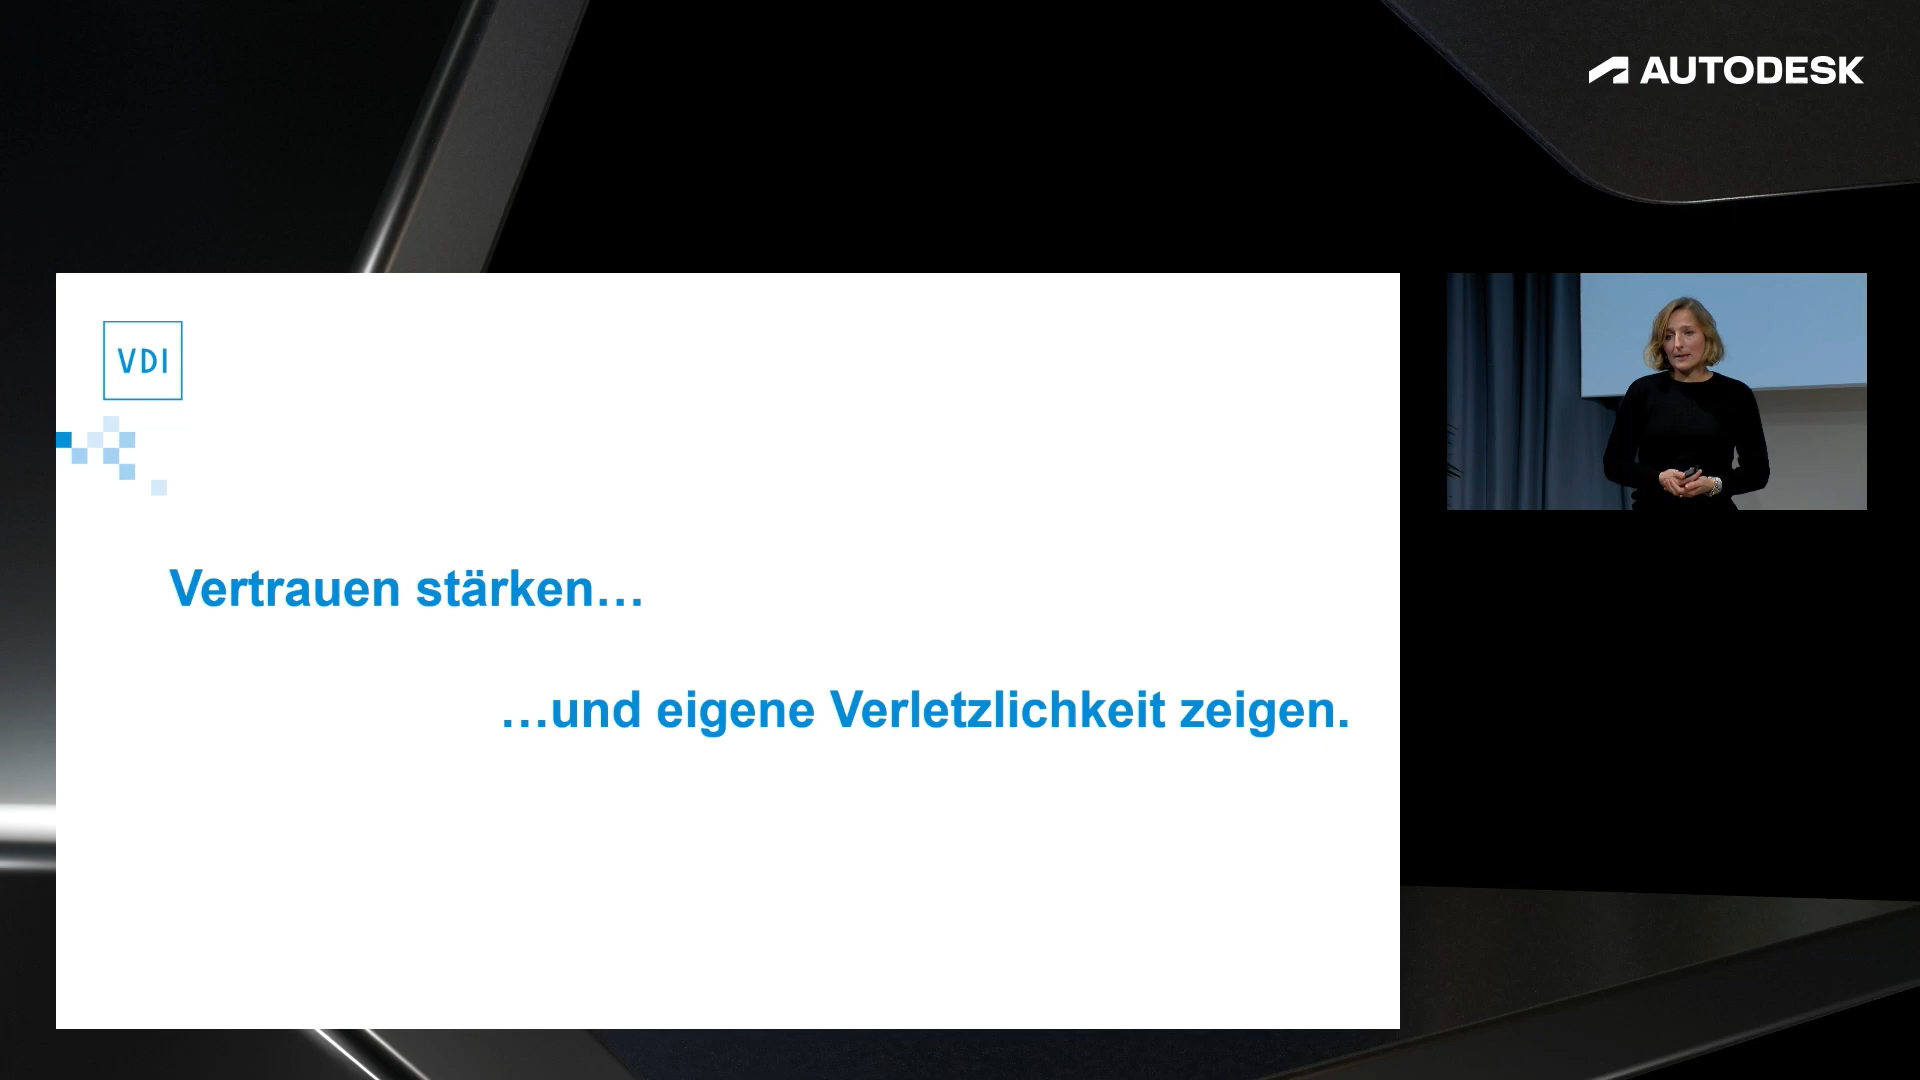 AUTODESK
VDI
Vertrauen stärken…
…und eigene Verletzlichkeit zeigen.